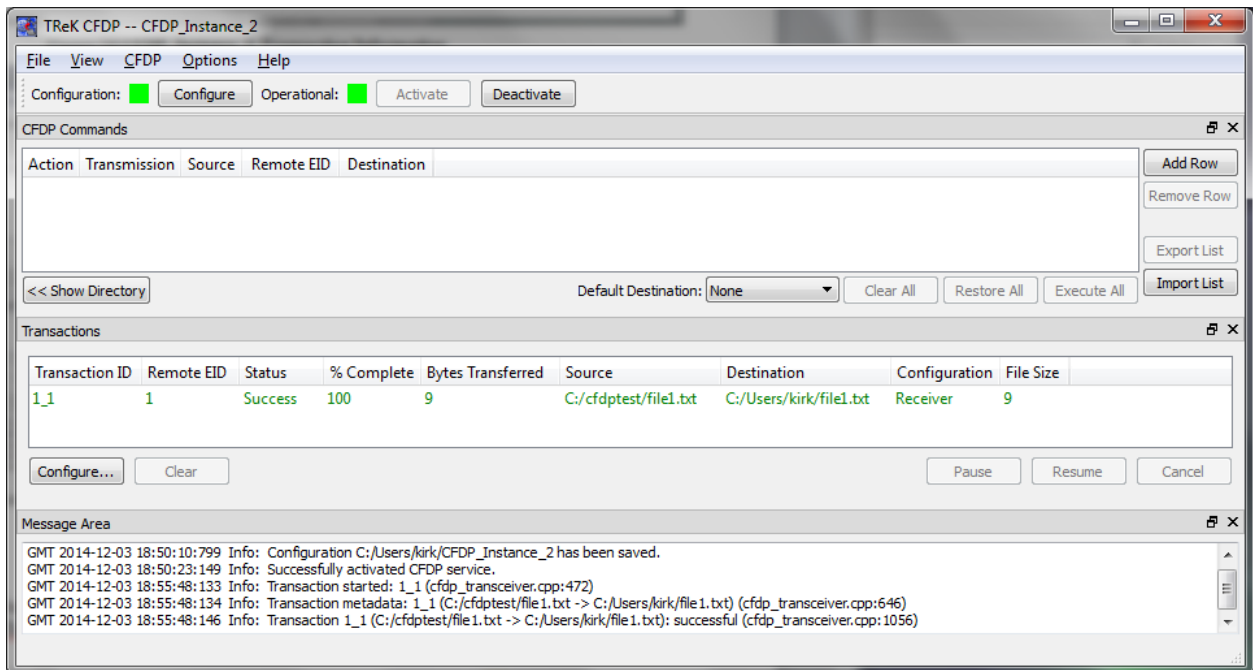 TReK CFDP -- CFDP_Instance_2
File View CFDP Options Help
Configuration: Configure Operational: Activate Deactivate
CFDP Commands
Action Transmission Source Remote EID Destination
Add Row
Remove Row
Export List
Import List
<< Show Directory Default Destination: None Clear All Restore All Execute All
Transactions
Transaction ID Remote EID Status % Complete Bytes Transferred Source Destination Configuration File Size
1_1 1 Success 100 9 C:/cfdptest/file1.txt C:/Users/kirk/file1.txt Receiver 9
Configure... Clear Pause Resume Cancel
Message Area
GMT 2014-12-03 18:50:10:799 Info: Configuration C:/Users/kirk/CFDP_Instance_2 has been saved.
GMT 2014-12-03 18:50:23:149 Info: Successfully activated CFDP service.
GMT 2014-12-03 18:55:48:133 Info: Transaction started: 1_1 (cfdp_transceiver.cpp:472)
GMT 2014-12-03 18:55:48:134 Info: Transaction metadata: 1_1 (C:/cfdptest/file1.txt -> C:/Users/kirk/file1.txt) (cfdp_transceiver.cpp:646)
GMT 2014-12-03 18:55:48:146 Info: Transaction 1_1 (C:/cfdptest/file1.txt -> C:/Users/kirk/file1.txt): successful (cfdp_transceiver.cpp:1056)